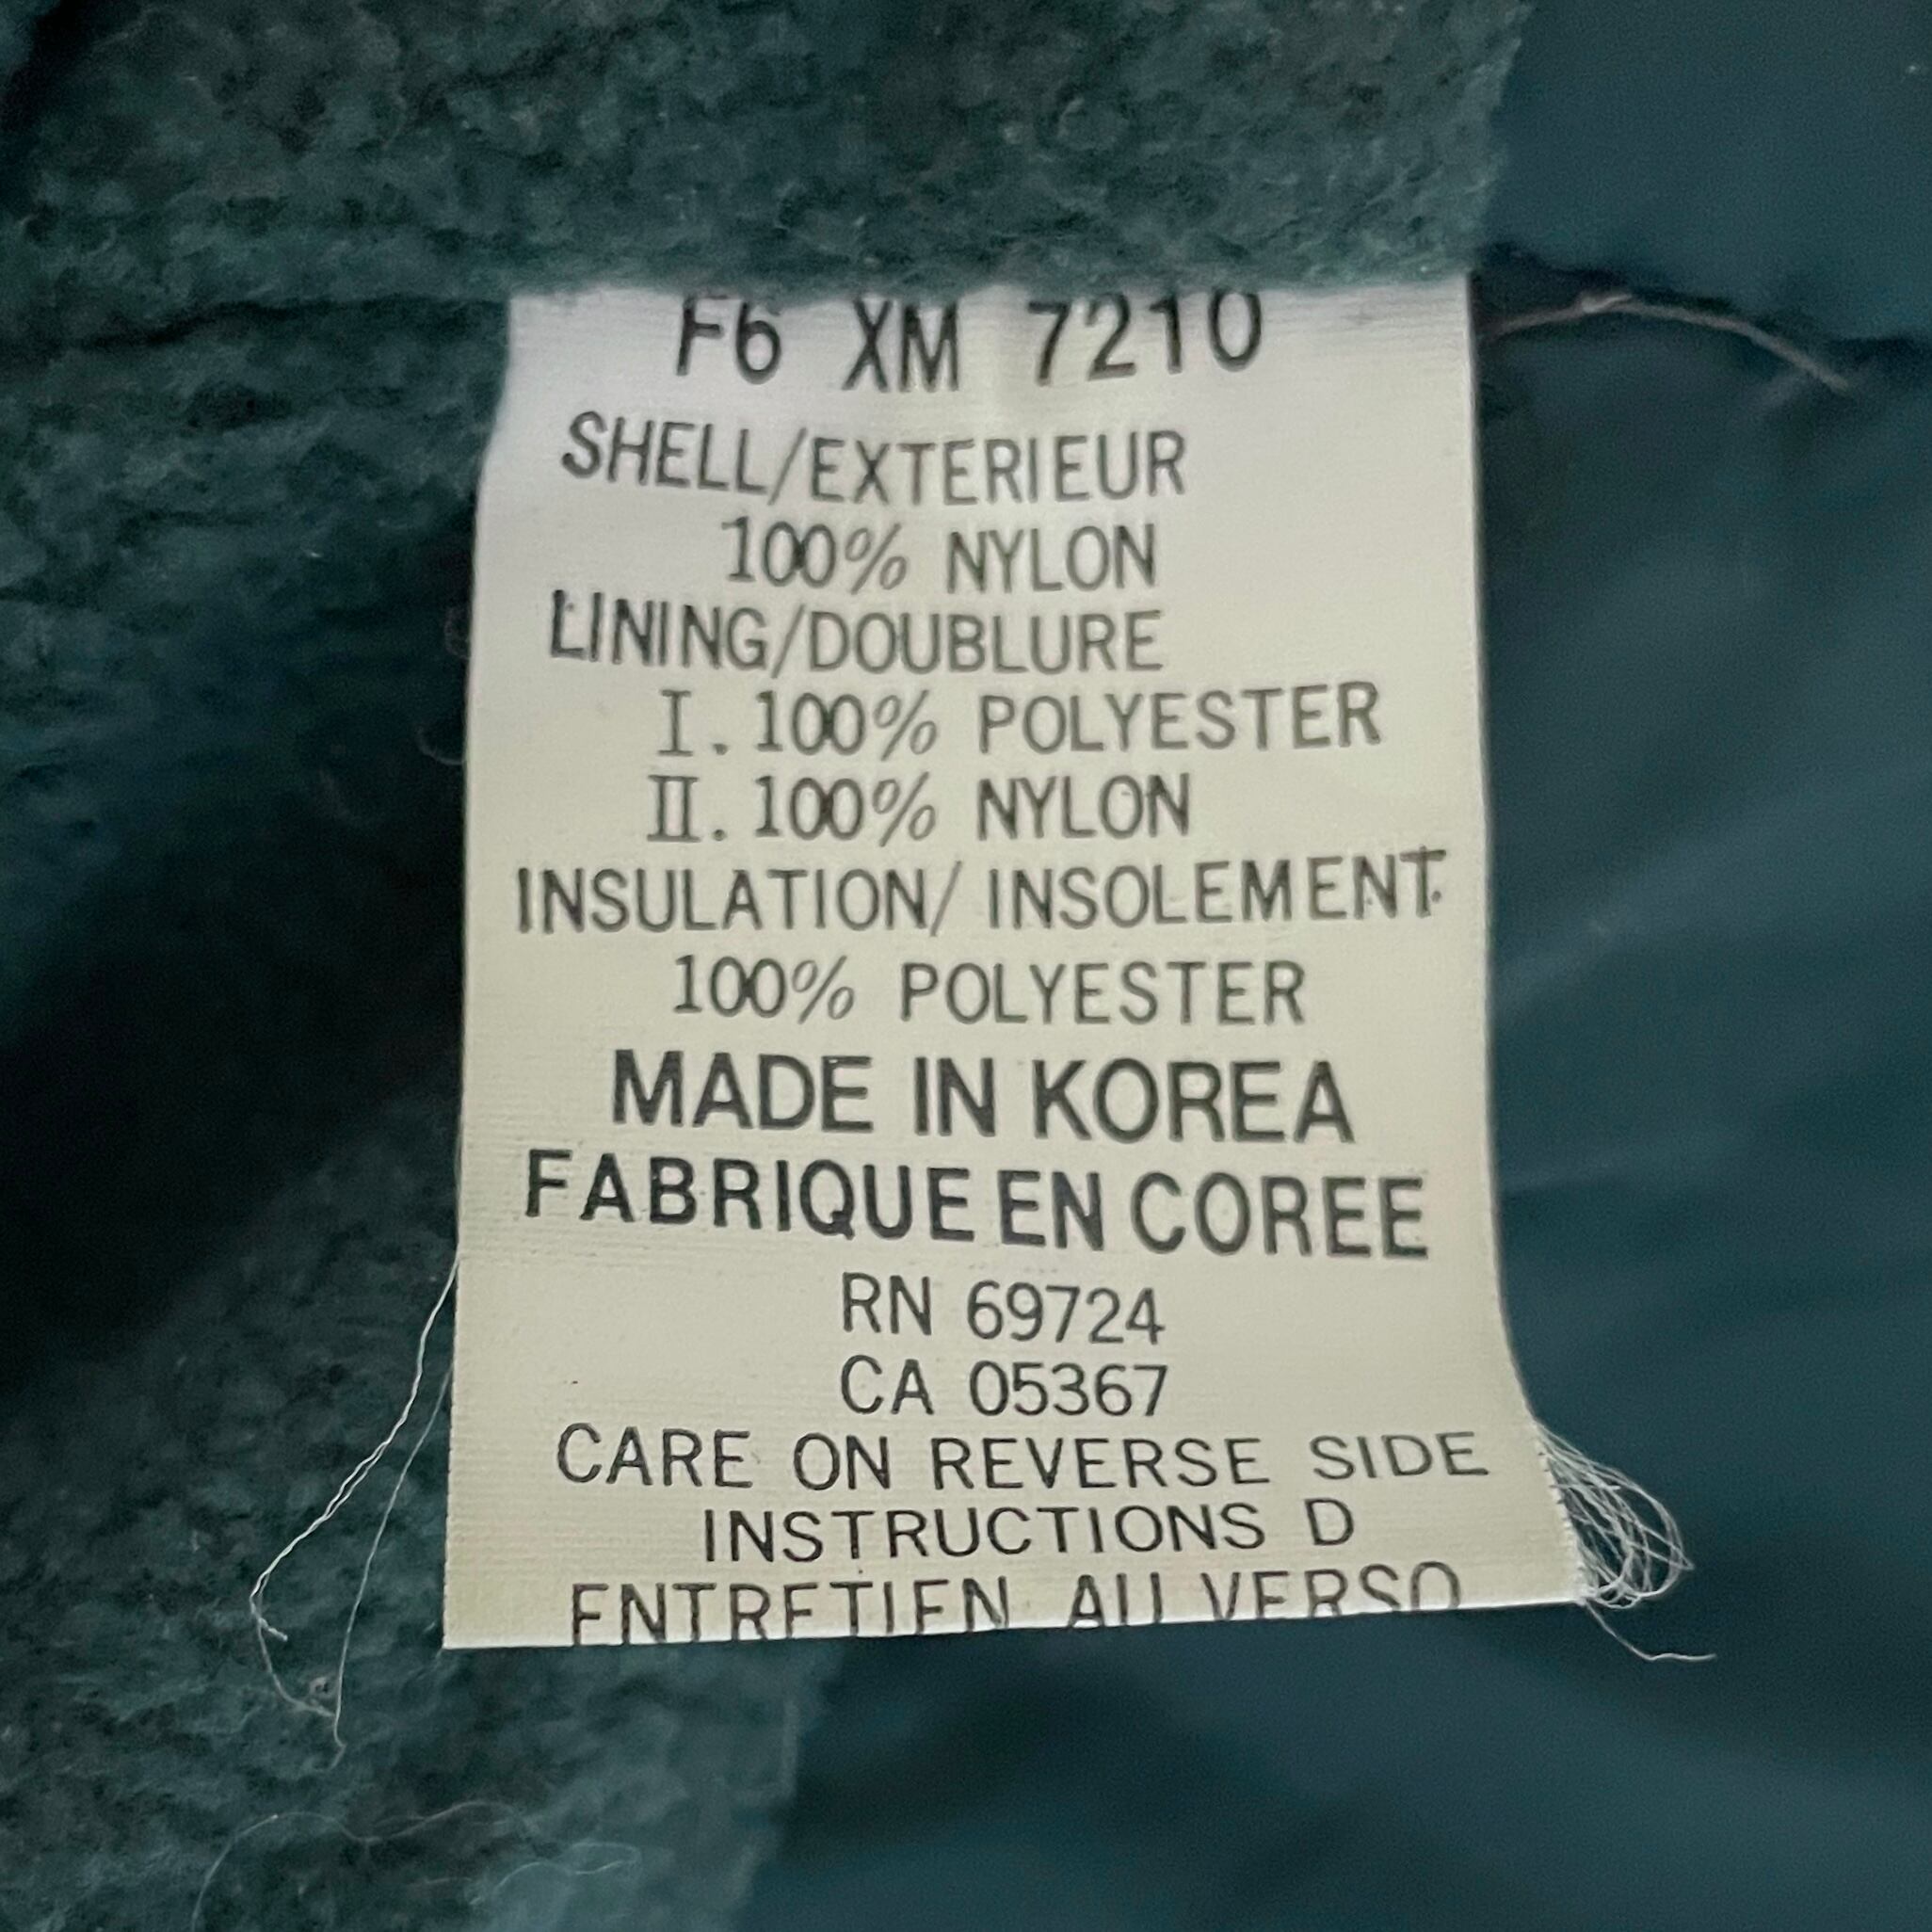 F6 XM 7210
SHELL/EXTERIEUR
100% NYLON
LINING/DOUBLURE
I. 100% POLYESTER
II. 100% NYLON
INSULATION/ INSOLEMENT
100% POLYESTER
MADE IN KOREA
FABRIQUE EN COREE
RN 69724
CA 05367
CARE ON REVERSE SIDE
INSTRUCTIONS D
ENTRETIEN AU VERSO